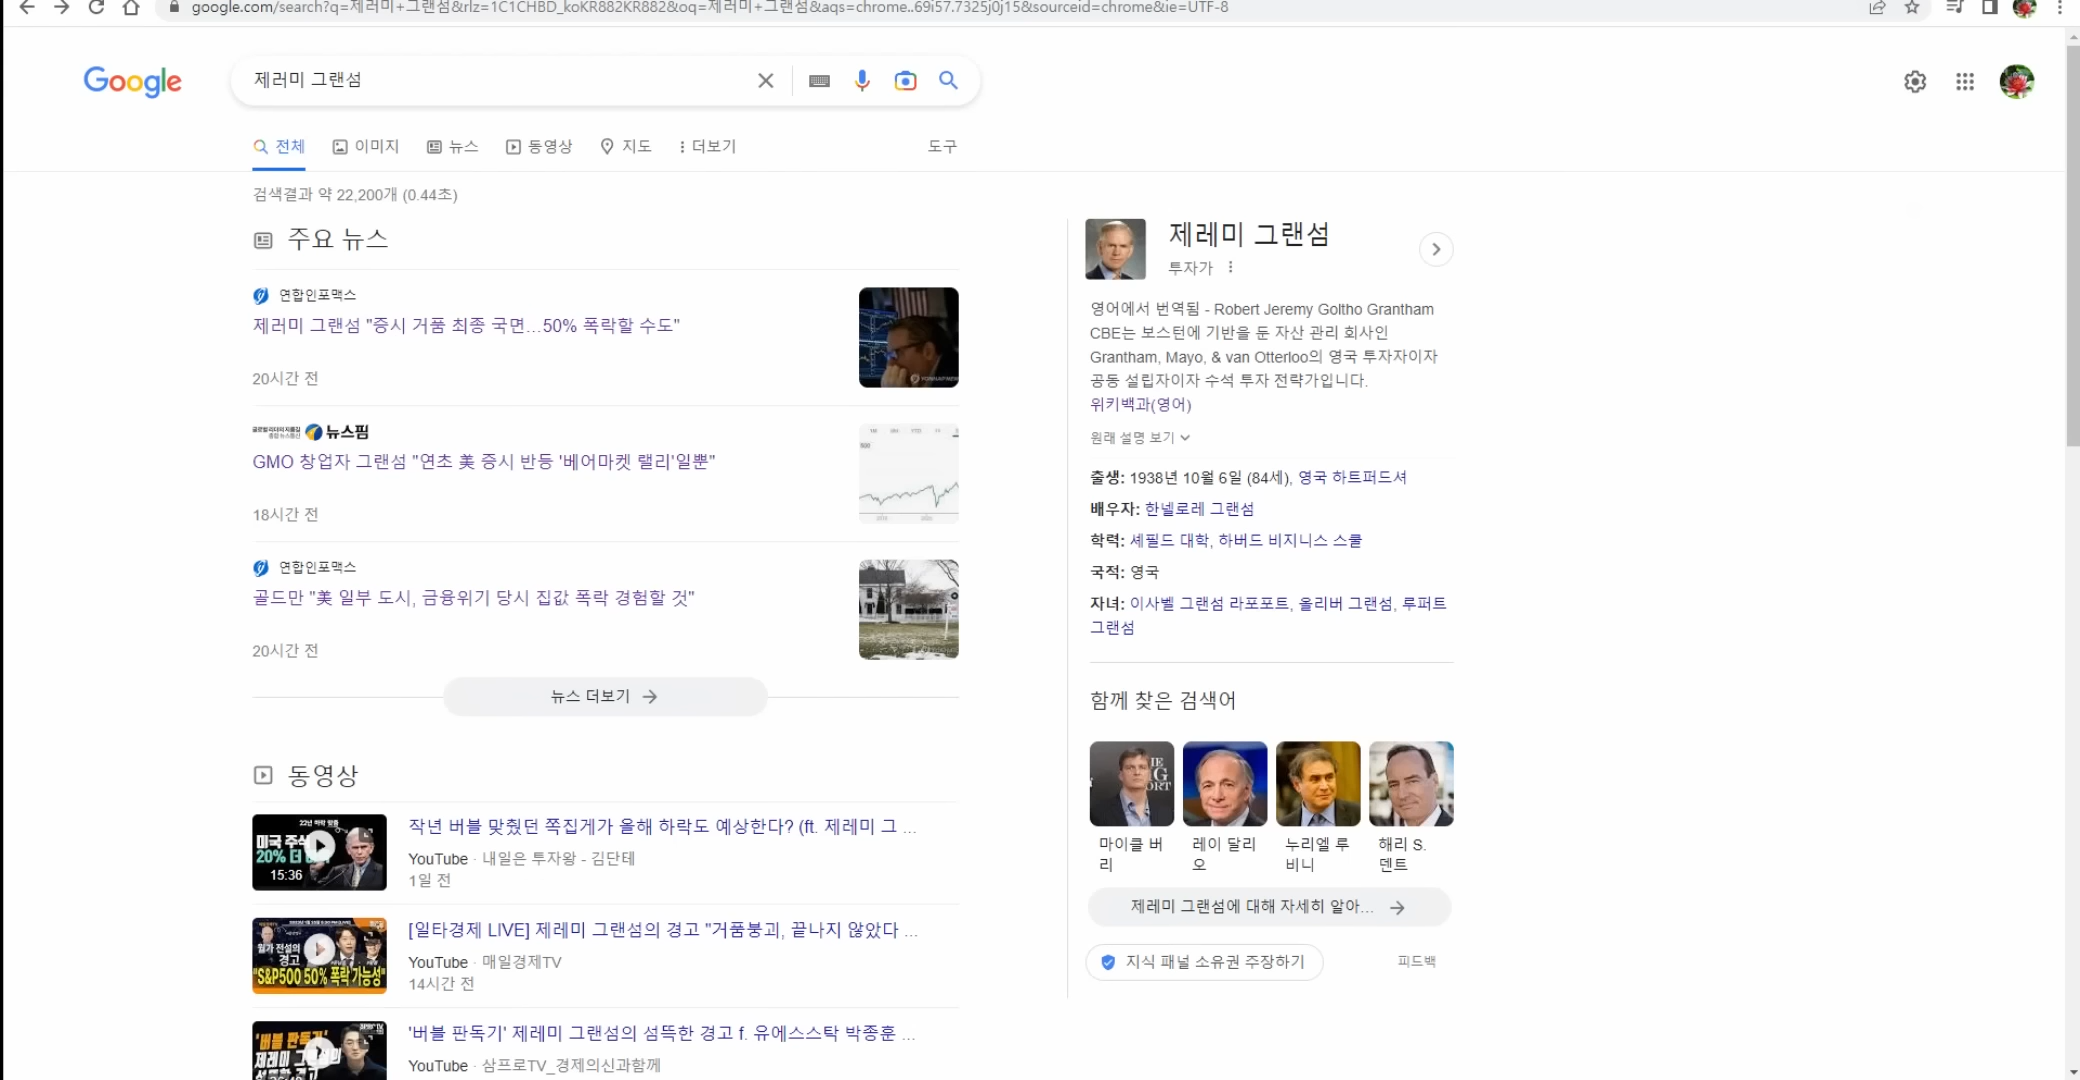 google.com/search?q=제러미+그랜섬&rlz=1C1CHBD_koKR882KR882&oq=제러미+그랜섬&aqs=chrome..69i57.7325j0j15&sourceid=chrome&ie=UTF-8
Google
제러미 그랜섬
전체
이미지
뉴스
동영상
지도
더보기
도구
검색결과 약 22,200개 (0.44초)
주요 뉴스
연합인포맥스
제러미 그랜섬 "증시 거품 최종 국면...50% 폭락할 수도"
20시간 전
뉴스핌
GMO 창업자 그랜섬 "연초 美 증시 반등 '베어마켓 랠리'일뿐"
18시간 전
연합인포맥스
골드만 "美 일부 도시, 금융위기 당시 집값 폭락 경험할 것"
20시간 전
뉴스 더보기
동영상
미국 주식
20% 더
15:36
작년 버블 맞췄던 쪽집게가 올해 하락도 예상한다? (ft. 제레미 그 ...
YouTube · 내일은 투자왕 - 김단테
1일 전
월가 전설의
경고
"S&P500 50% 폭락 가능성"
[일타경제 LIVE] 제레미 그랜섬의 경고 "거품붕괴, 끝나지 않았다 ...
YouTube · 매일경제TV
14시간 전
'버블 판독기'
'버블 판독기' 제레미 그랜섬의 섬뜩한 경고 f. 유에스스탁 박종훈 ...
YouTube · 삼프로TV_경제의신과함께
제레미 그랜섬
투자가
영어에서 번역됨 - Robert Jeremy Goltho Grantham
CBE는 보스턴에 기반을 둔 자산 관리 회사인
Grantham, Mayo, & van Otterloo의 영국 투자자이자
공동 설립자이자 수석 투자 전략가입니다.
위키백과(영어)
원래 설명 보기
출생: 1938년 10월 6일 (84세), 영국 하트퍼드셔
배우자: 한넬로레 그랜섬
학력: 셰필드 대학, 하버드 비지니스 스쿨
국적: 영국
자녀: 이사벨 그랜섬 라포포트, 올리버 그랜섬, 루퍼트
그랜섬
함께 찾은 검색어
마이클 버
리
레이 달리
오
누리엘 루
비니
해리 S.
덴트
제레미 그랜섬에 대해 자세히 알아...
지식 패널 소유권 주장하기
피드백